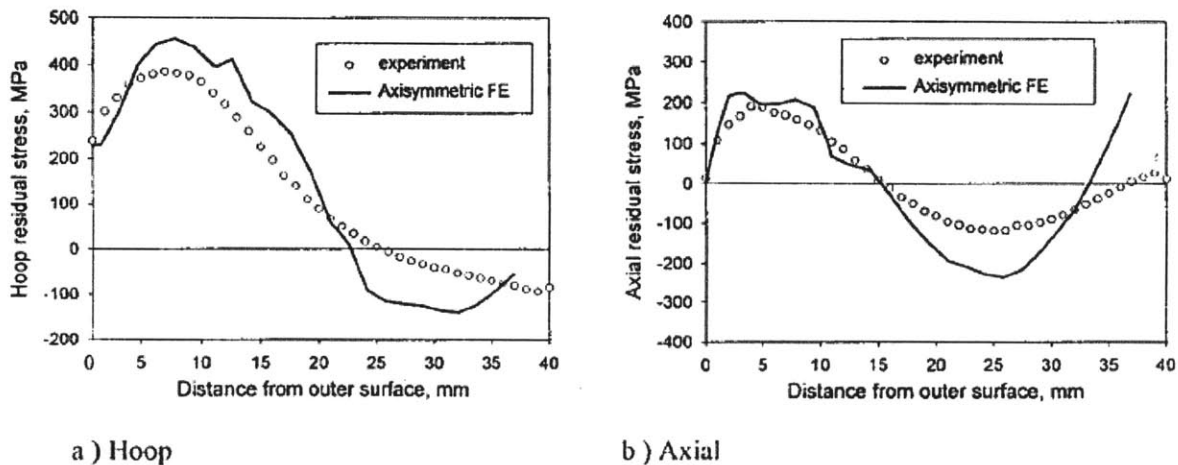 500
400
300
200
100
0
-100
-200
Hoop residual stress, MPa
experiment
Axisymmetric FE
0 5 10 15 20 25 30 35 40
Distance from outer surface, mm
a ) Hoop
400
300
200
100
0
-100
-200
-300
-400
Axial residual stress, MPa
experiment
Axisymmetric FE
0 5 10 15 20 25 30 35 40
Distance from outer surface, mm
b ) Axial